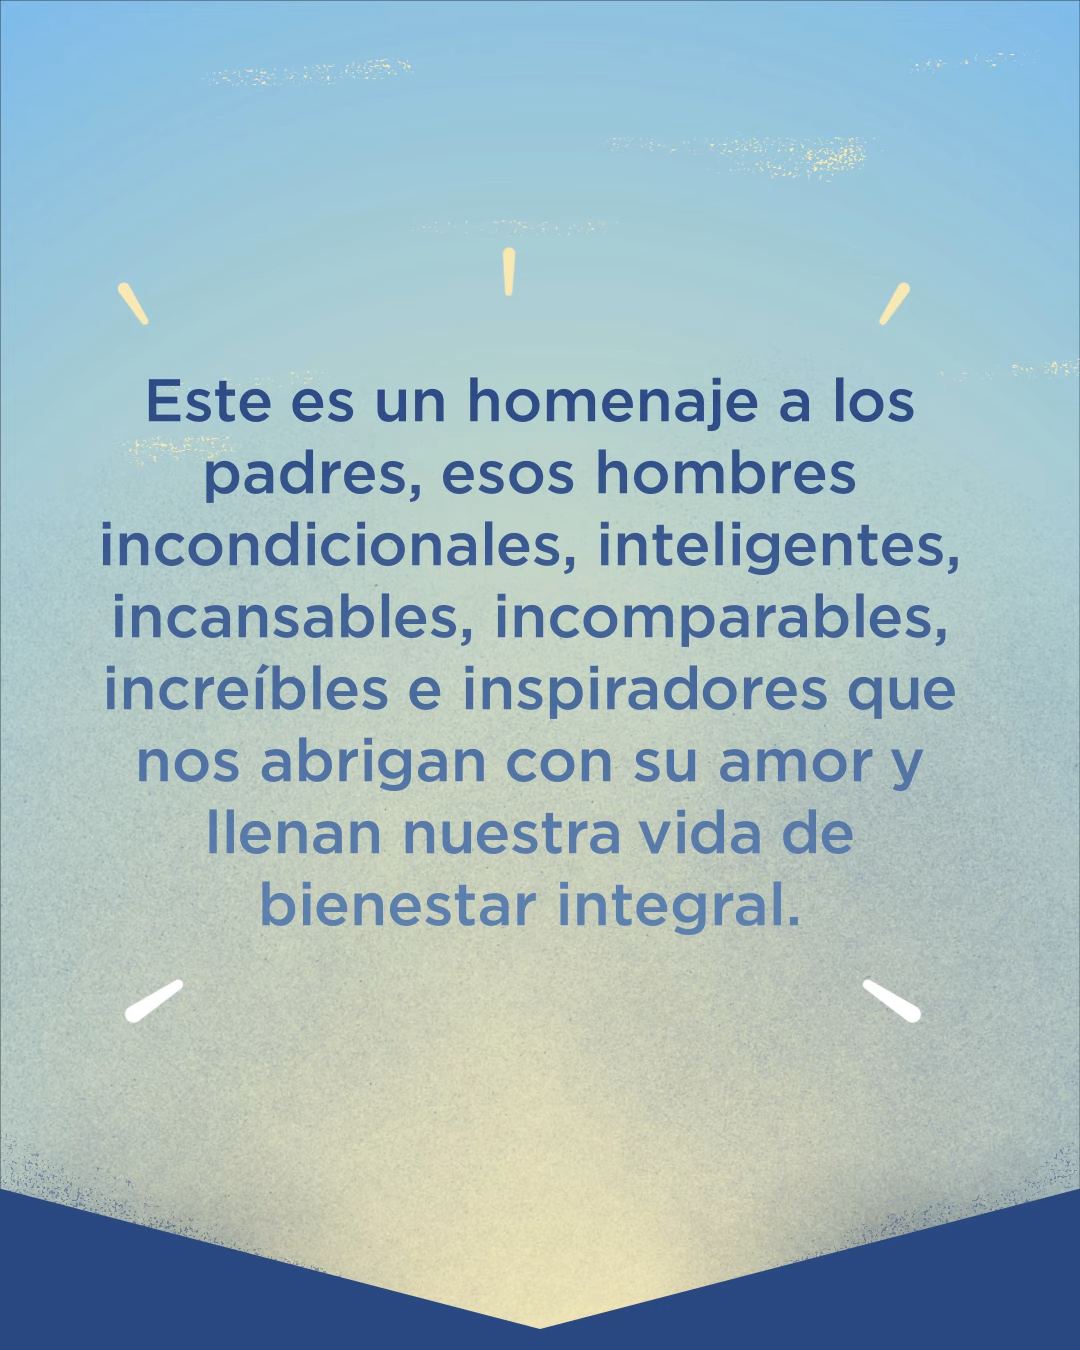 Este es un homenaje a los
padres, esos hombres
incondicionales, inteligentes,
incansables, incomparables,
increíbles e inspiradores que
nos abrigan con su amor y
llenan nuestra vida de
bienestar integral.